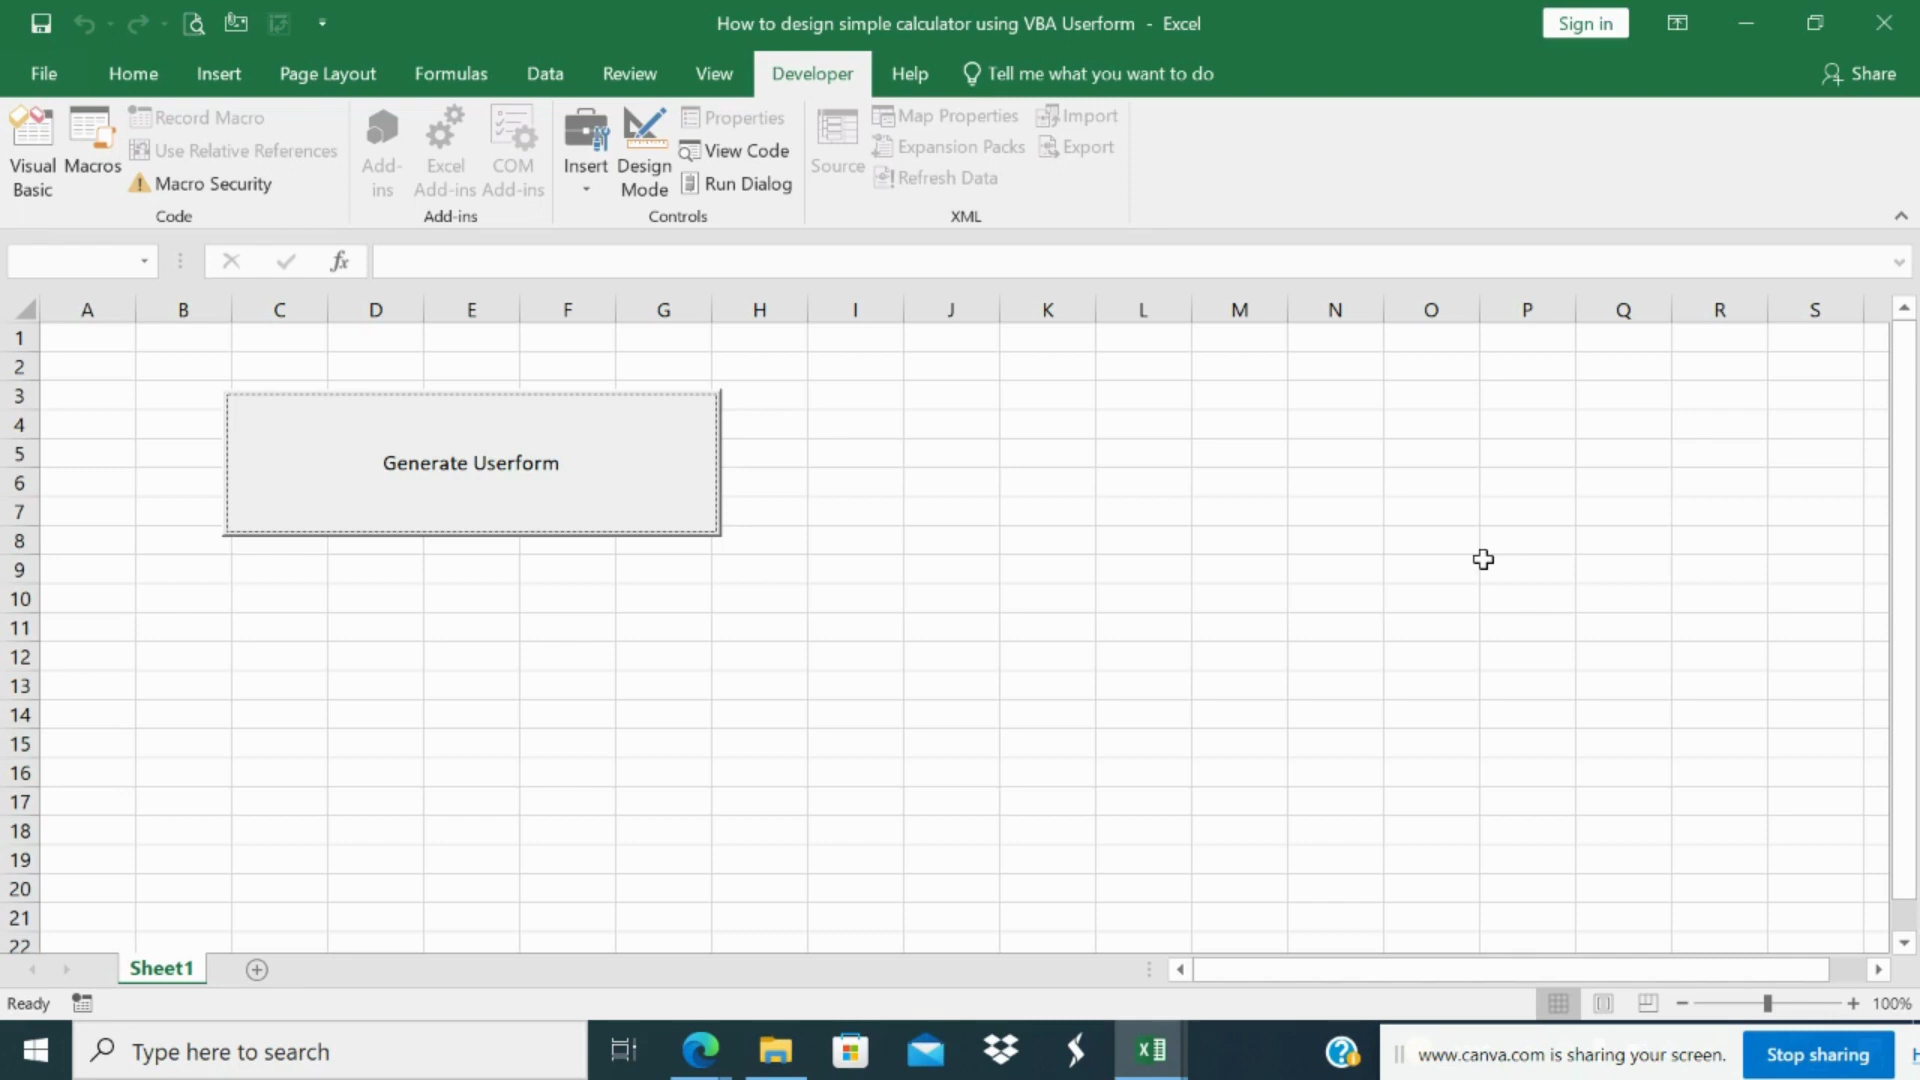 How to design simple calculator using VBA Userform - Excel
Sign in
File Home Insert Page Layout Formulas Data Review View Developer Help Tell me what you want to do Share
Visual Basic
Macros
Record Macro
Use Relative References
Macro Security
Code
Add-ins
Excel Add-ins
COM Add-ins
Add-ins
Insert
Design Mode
Properties
View Code
Run Dialog
Controls
Source
Map Properties
Expansion Packs
Refresh Data
Import
Export
XML
fx
A B C D E F G H I J K L M N O P Q R S
1
2
3
4
5
6
7
8
9
10
11
12
13
14
15
16
17
18
19
20
21
22
Generate Userform
Sheet1
Ready
100%
Type here to search
www.canva.com is sharing your screen.
Stop sharing